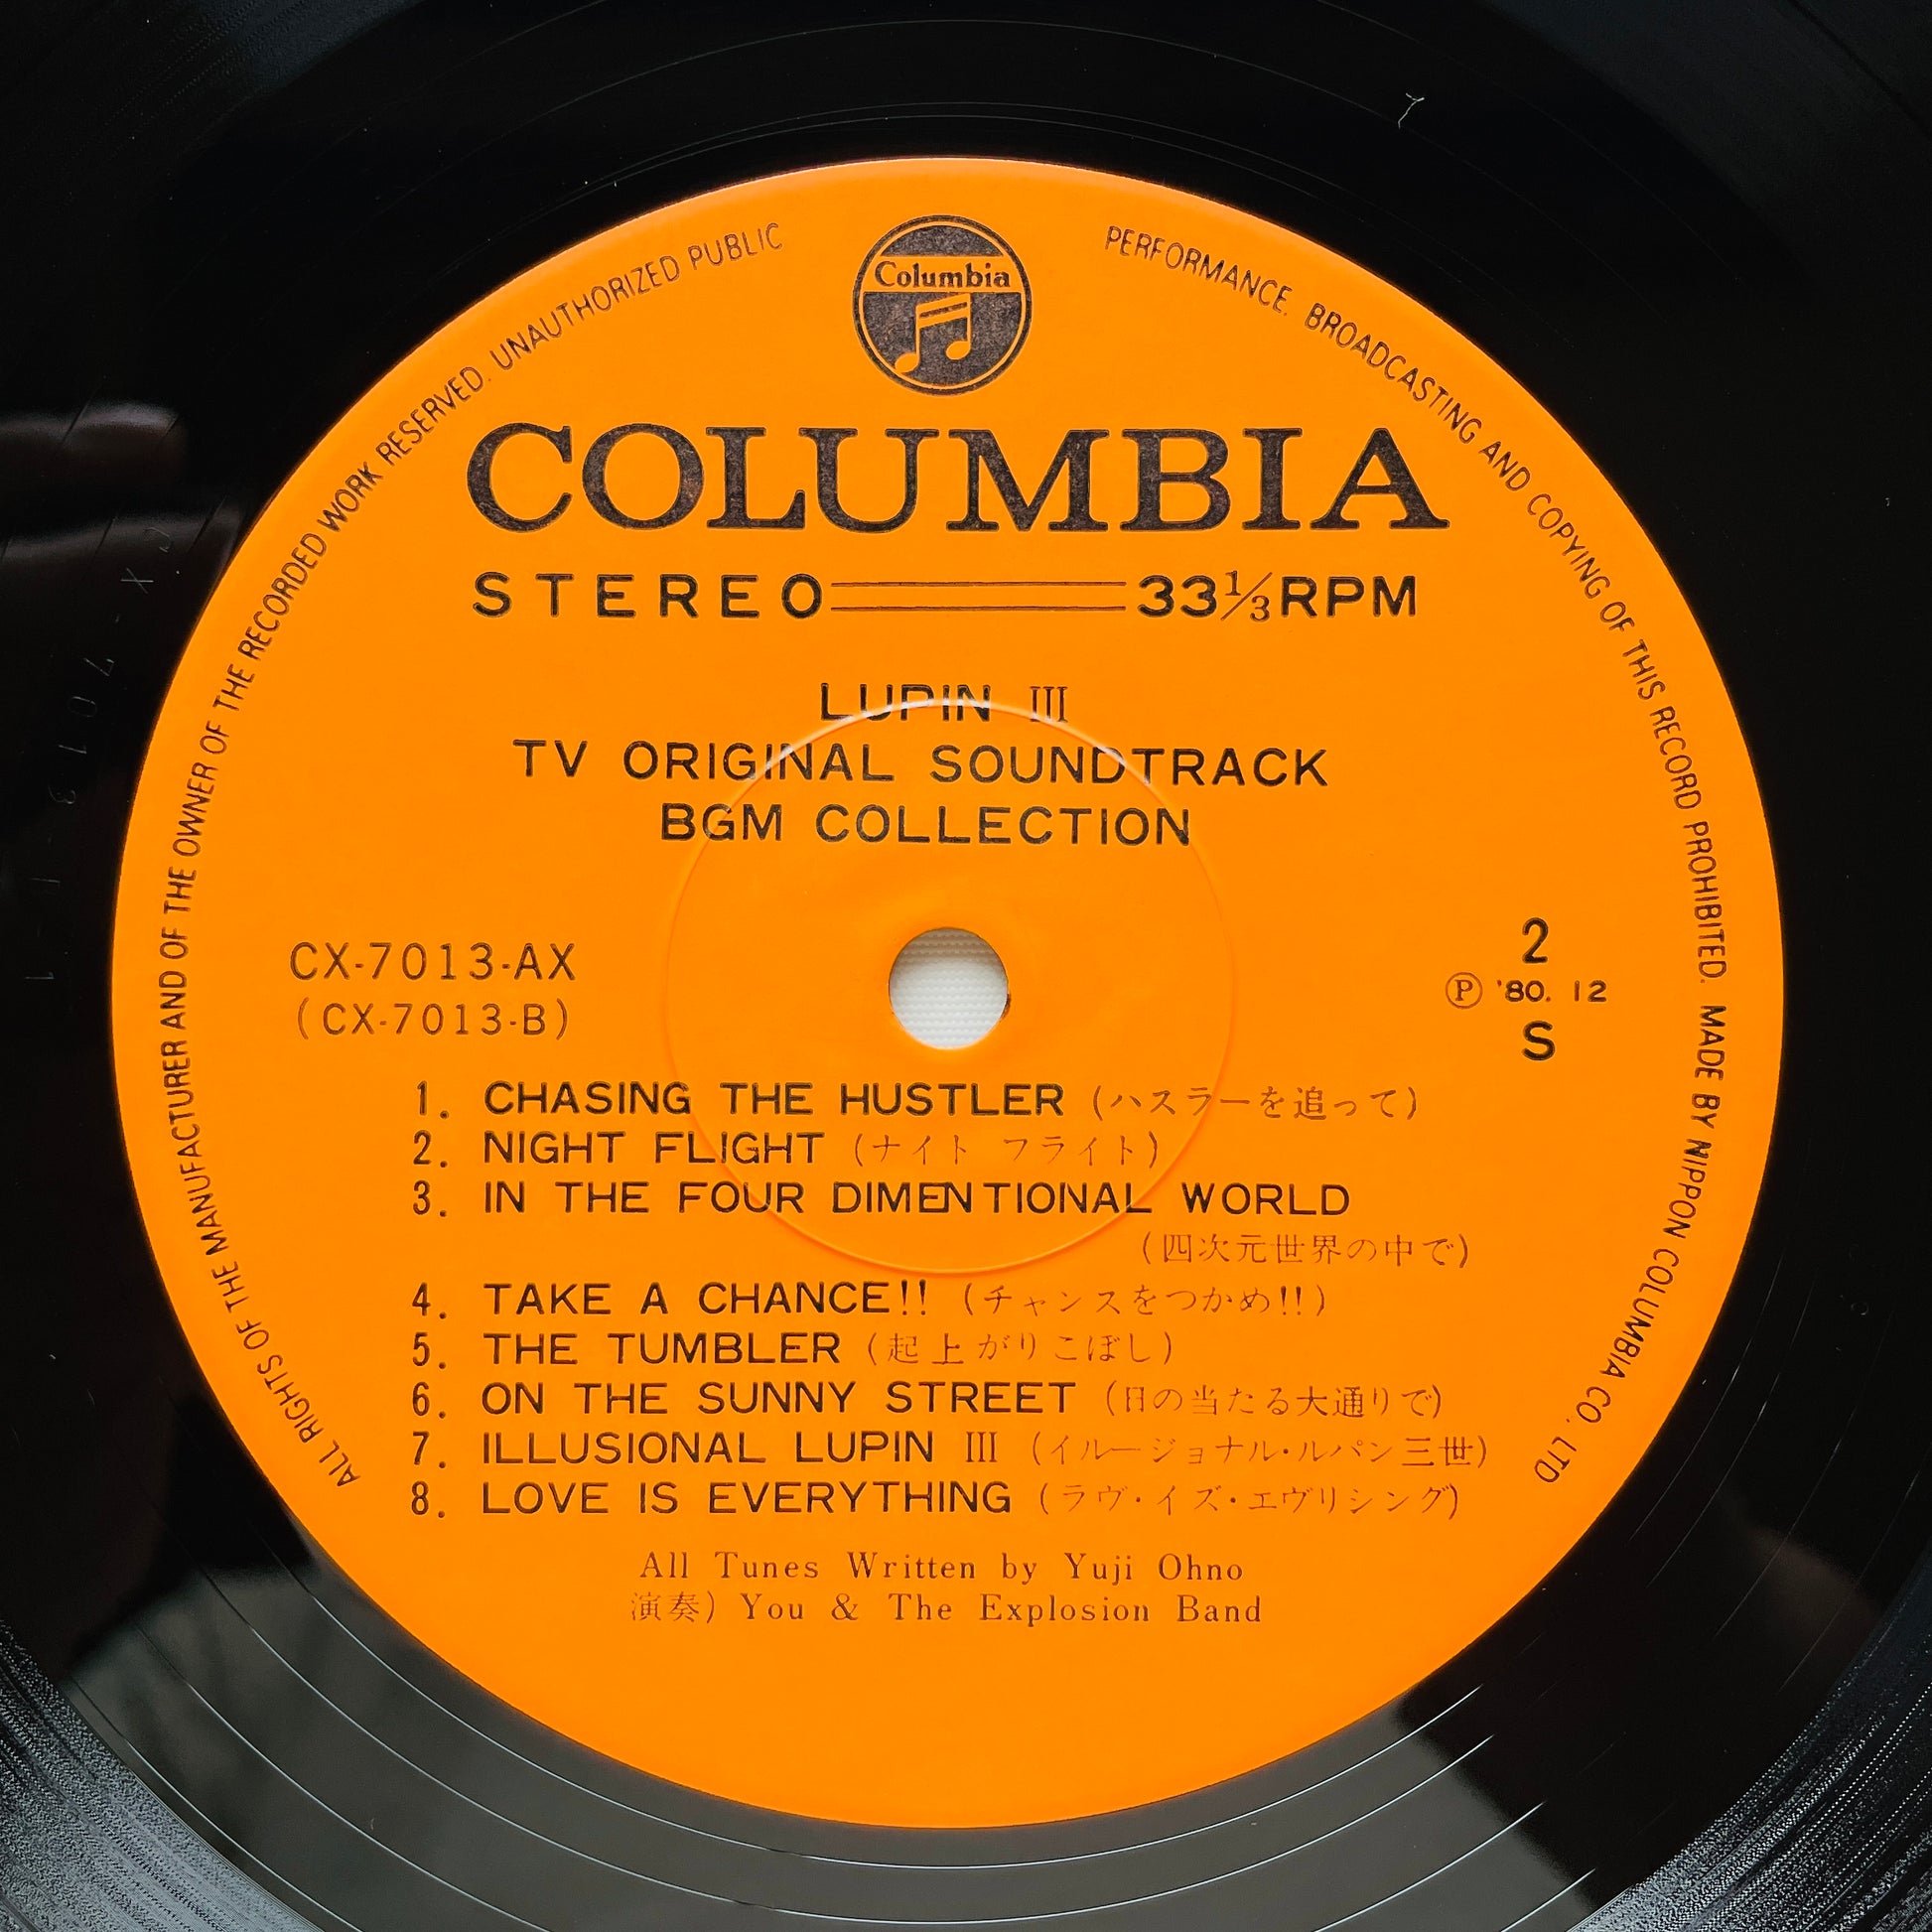 ALL RIGHTS OF THE MANUFACTURER AND OF THE OWNER OF THE RECORDED WORK RESERVED. UNAUTHORIZED PUBLIC PERFORMANCE. BROADCASTING AND COPYING OF THIS RECORD PROHIBITED. MADE BY NIPPON COLUMBIA CO., LTD
Columbia
COLUMBIA
STEREO 33⅓RPM
LUPIN III
TV ORIGINAL SOUNDTRACK
BGM COLLECTION
CX-7013-AX
(CX-7013-B)
2
Ⓟ '80. 12
S
1. CHASING THE HUSTLER (ハスラーを追って)
2. NIGHT FLIGHT (ナイト フライト)
3. IN THE FOUR DIMENTIONAL WORLD
(四次元世界の中で)
4. TAKE A CHANCE!! (チャンスをつかめ!!)
5. THE TUMBLER (起上がりこぼし)
6. ON THE SUNNY STREET (日の当たる大通りで)
7. ILLUSIONAL LUPIN III (イルージョナル・ルパン三世)
8. LOVE IS EVERYTHING (ラヴ・イズ・エヴリシング)
All Tunes Written by Yuji Ohno
演奏) You & The Explosion Band